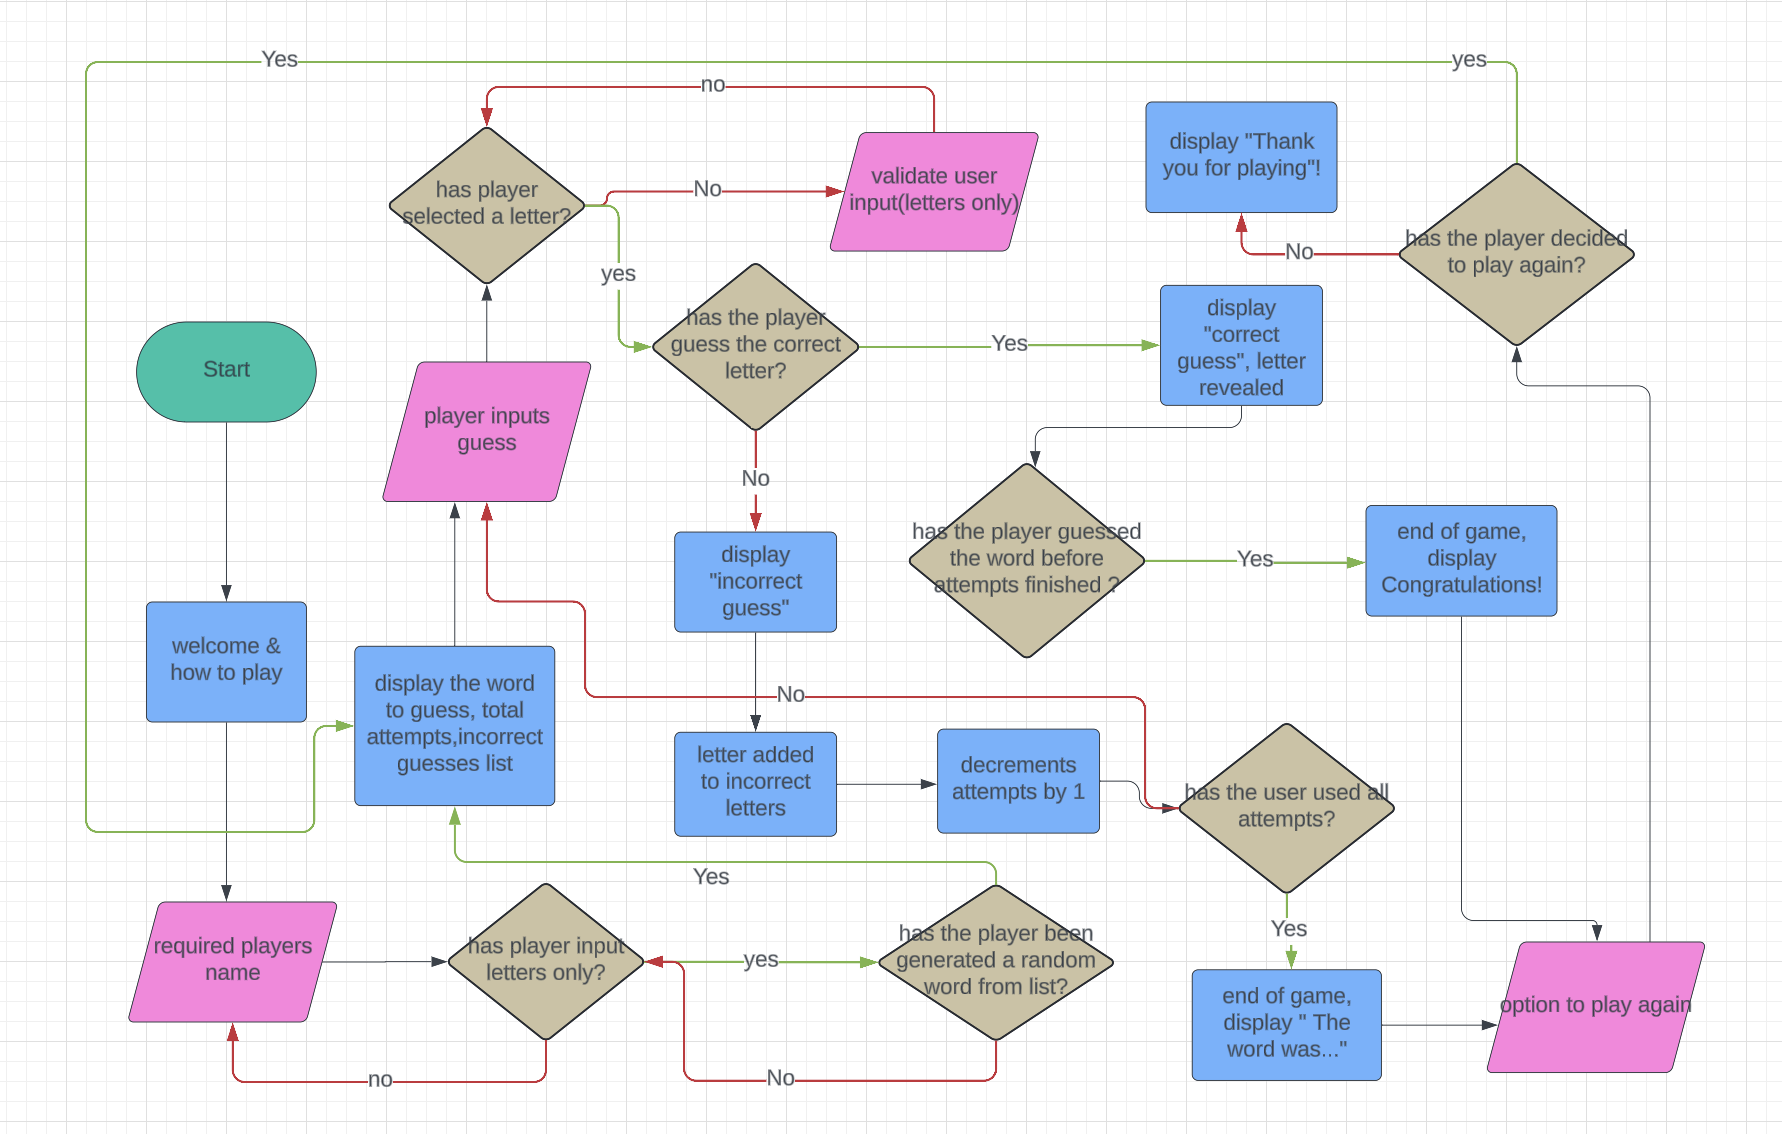 Yes
yes
no
display "Thank
you for playing"!
has player
selected a letter?
No
validate user
input(letters only)
has the player decided
to play again?
No
yes
has the player
guess the correct
letter?
Yes
display
"correct
guess", letter
revealed
Start
player inputs
guess
No
has the player guessed
the word before
attempts finished ?
Yes
end of game,
display
Congratulations!
display
"incorrect
guess"
welcome &
how to play
display the word
to guess, total
attempts,incorrect
guesses list
No
letter added
to incorrect
letters
decrements
attempts by 1
has the user used all
attempts?
Yes
Yes
required players
name
has player input
letters only?
yes
has the player been
generated a random
word from list?
end of game,
display " The
word was..."
option to play again
no
No